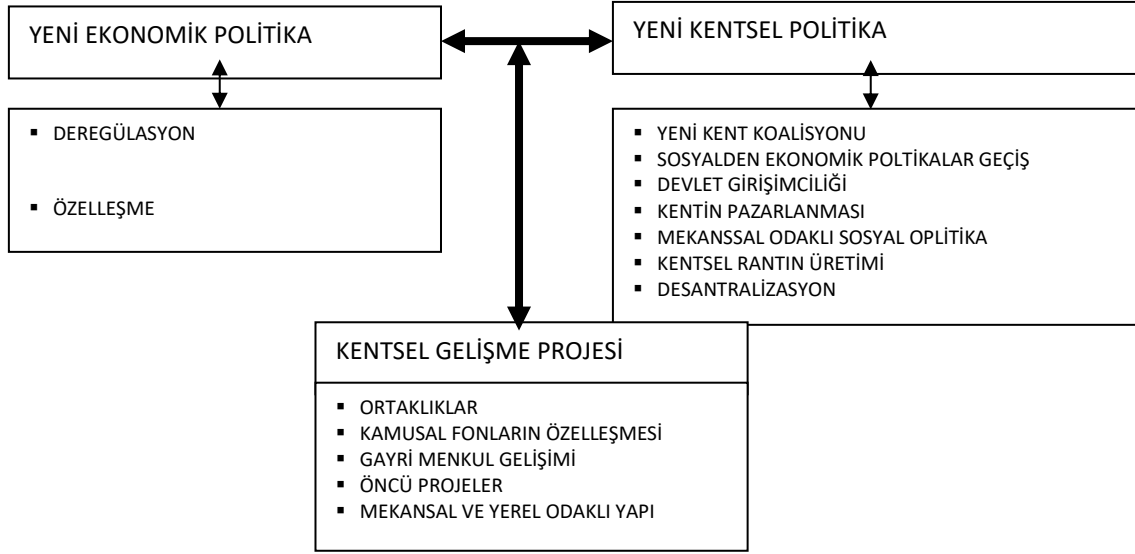 YENİ EKONOMİK POLİTİKA
▪ DEREGÜLASYON
▪ ÖZELLEŞME
YENİ KENTSEL POLİTİKA
▪ YENİ KENT KOALİSYONU
▪ SOSYALDEN EKONOMİK POLTİKALAR GEÇİŞ
▪ DEVLET GİRİŞİMCİLİĞİ
▪ KENTİN PAZARLANMASI
▪ MEKANSSAL ODAKLI SOSYAL OPLİTİKA
▪ KENTSEL RANTIN ÜRETİMİ
▪ DESANTRALİZASYON
KENTSEL GELİŞME PROJESİ
▪ ORTAKLIKLAR
▪ KAMUSAL FONLARIN ÖZELLEŞMESİ
▪ GAYRİ MENKUL GELİŞİMİ
▪ ÖNCÜ PROJELER
▪ MEKANSAL VE YEREL ODAKLI YAPI